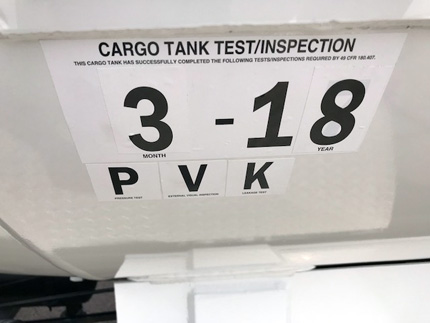 CARGO TANK TEST/INSPECTION
THIS CARGO TANK HAS SUCCESSFULLY COMPLETED THE FOLLOWING TESTS/INSPECTIONS REQUIRED BY 49 CFR 180.407.
3 - 18
MONTH YEAR
P V K
PRESSURE TEST EXTERNAL VISUAL INSPECTION LEAKAGE TEST